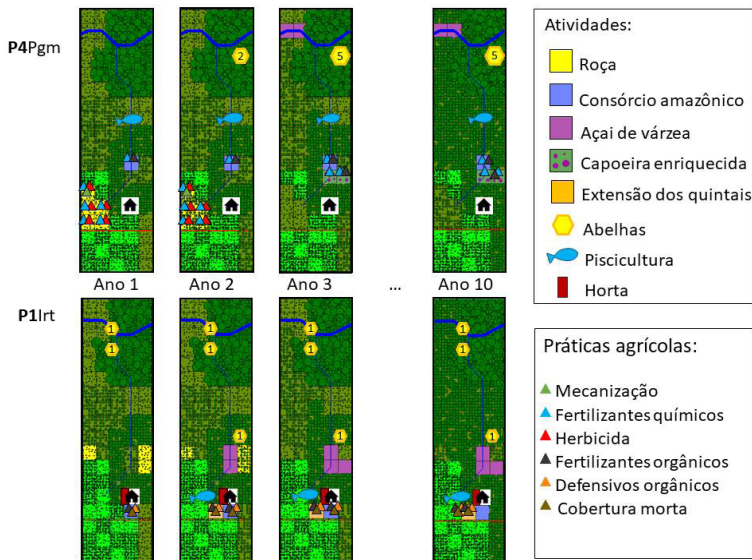 P4Pgm
2
5
5
Ano 1
Ano 2
Ano 3
...
Ano 10
P1Irt
1
1
1
1
1
1
1
1
1
1
1
Atividades:
Roça
Consórcio amazônico
Açai de várzea
Capoeira enriquecida
Extensão dos quintais
Abelhas
Piscicultura
Horta
Práticas agrícolas:
Mecanização
Fertilizantes químicos
Herbicida
Fertilizantes orgânicos
Defensivos orgânicos
Cobertura morta